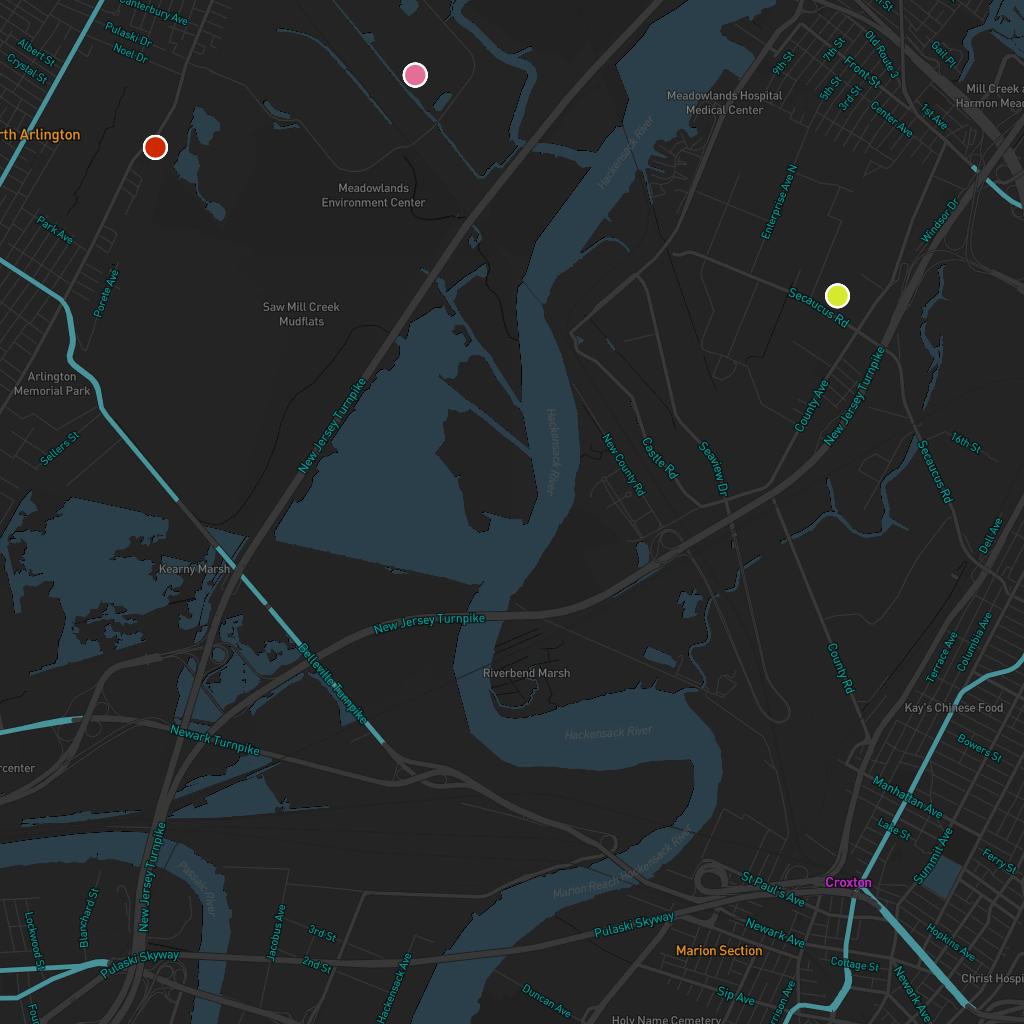 Canterbury Ave
Pulaski Dr
Noel Dr
Albert St
Crystal St
rth Arlington
Park Ave
Porete Ave
Meadowlands
Environment Center
Saw Mill Creek
Mudflats
Arlington
Memorial Park
Sellers St
New Jersey Turnpike
Hackensack River
Meadowlands Hospital
Medical Center
9th St
7th St
5th St
3rd St
Front St
Old Route 3
Gail Pl
Center Ave
1st Ave
Mill Creek a
Harmon Mead
Enterprise Ave N
Windsor Dr
Secaucus Rd
County Ave
New Jersey Turnpike
16th St
Secaucus Rd
Dell Ave
Hackensack River
New County Rd
Castle Rd
Seaview Dr
Kearny Marsh
New Jersey Turnpike
Belleville Turnpike
Riverbend Marsh
Hackensack River
County Rd
Terrace Ave
Columbia Ave
Kay's Chinese Food
Bowers St
Newark Turnpike
rcenter
Manhattan Ave
Lake St
Summit Ave
Ferry St
New Jersey Turnpike
Passaic River
Marion Reach Hackensack River
Croxton
St Paul's Ave
Lockwood St
Blanchard St
Jacobus Ave
3rd St
2nd St
Pulaski Skyway
Pulaski Skyway
Hackensack Ave
Marion Section
Newark Ave
Cottage St
Hopkins Ave
Christ Hospi
Newark Ave
Sip Ave
rrison Ave
Duncan Ave
Holy Name Cemetery
Four